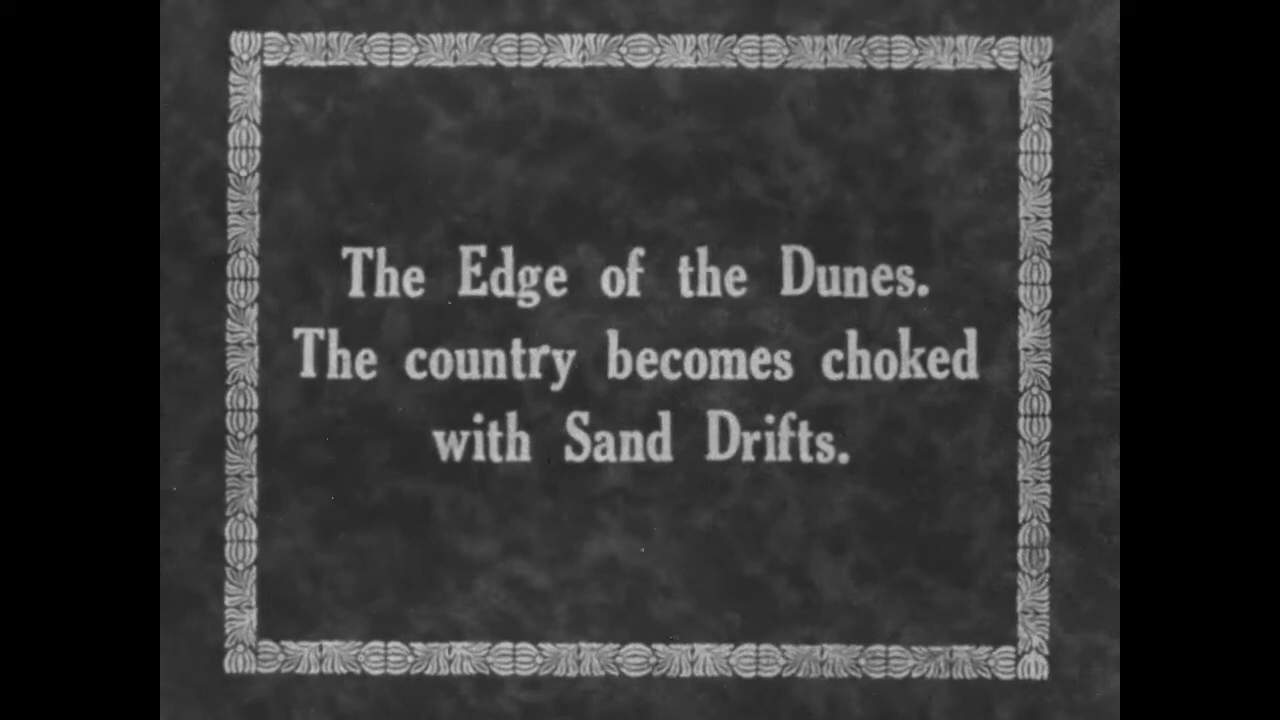 The Edge of the Dunes.
The country becomes choked
with Sand Drifts.